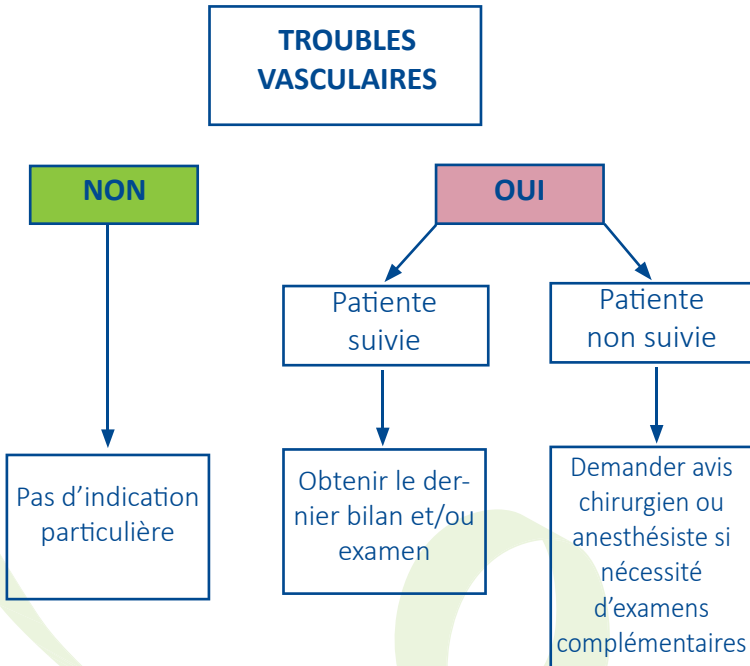 TROUBLES
VASCULAIRES
NON
OUI
Patiente
suivie
Patiente
non suivie
Pas d'indication
particulière
Obtenir le der-
nier bilan et/ou
examen
Demander avis
chirurgien ou
anesthésiste si
nécessité
d'examens
complémentaires